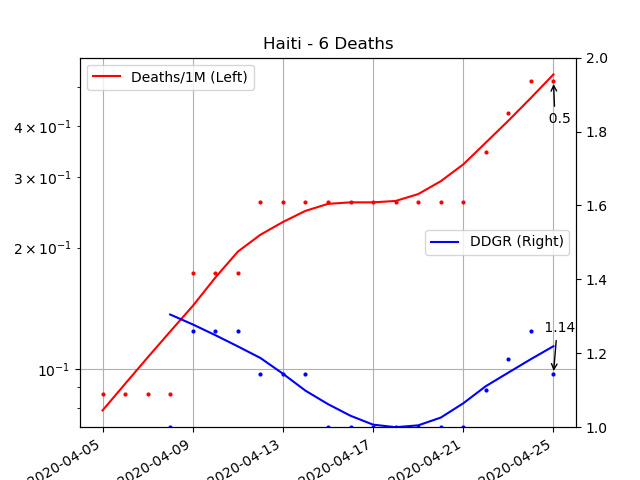 Haiti - 6 Deaths
Deaths/1M (Left)
DDGR (Right)
4 × 10⁻¹
3 × 10⁻¹
2 × 10⁻¹
10⁻¹
2.0
1.8
1.6
1.4
1.2
1.0
0.5
1.14
2020-04-05
2020-04-09
2020-04-13
2020-04-17
2020-04-21
2020-04-25